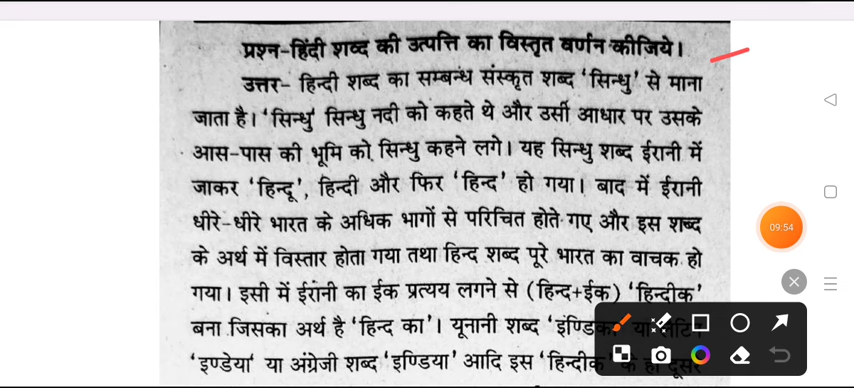 प्रश्न-हिंदी शब्द की उत्पत्ति का विस्तृत वर्णन कीजिये।
उत्तर- हिन्दी शब्द का सम्बन्ध संस्कृत शब्द 'सिन्धु' से माना
जाता है। 'सिन्धु' सिन्धु नदी को कहते थे और उसी आधार पर उसके
आस-पास की भूमि को सिन्धु कहने लगे। यह सिन्धु शब्द ईरानी में
जाकर 'हिन्दू', हिन्दी और फिर 'हिन्द' हो गया। बाद में ईरानी
धीरे-धीरे भारत के अधिक भागों से परिचित होते गए और इस शब्द
के अर्थ में विस्तार होता गया तथा हिन्द शब्द पूरे भारत का वाचक हो
गया। इसी में ईरानी का ईक प्रत्यय लगने से (हिन्द+ईक) 'हिन्दीक'
बना जिसका अर्थ है 'हिन्द का'। यूनानी शब्द
'इण्डेया' या अंग्रेजी शब्द 'इण्डिया' आदि इस 'हिन्दीक'
09:54